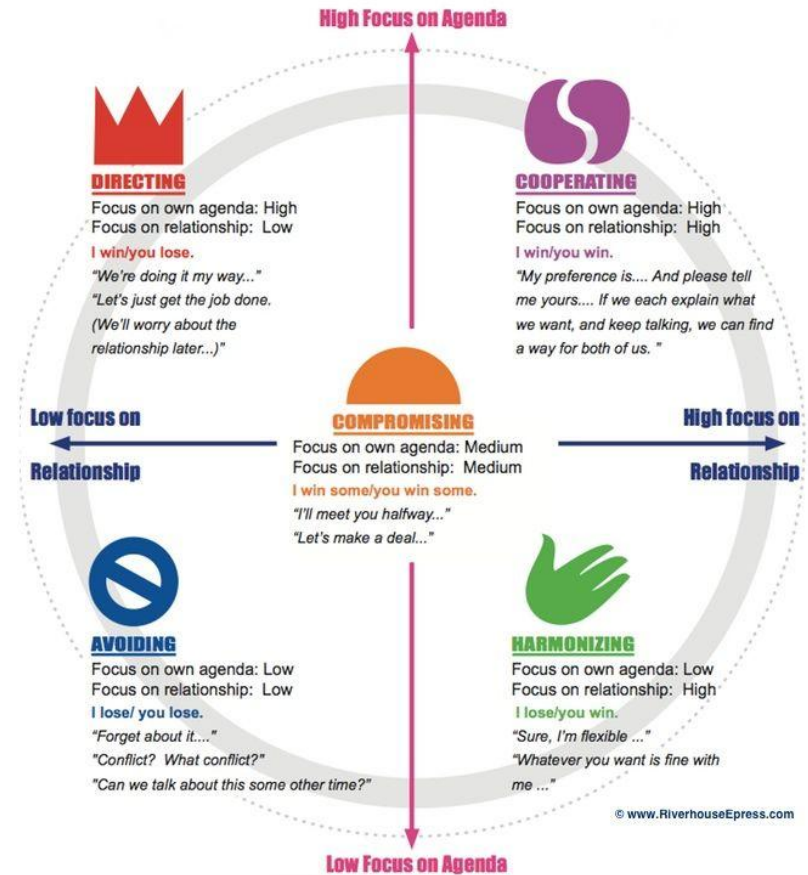 High Focus on Agenda
DIRECTING
Focus on own agenda: High
Focus on relationship:  Low
I win/you lose.
“We’re doing it my way...”
“Let’s just get the job done.
(We’ll worry about the
relationship later...)”
COOPERATING
Focus on own agenda: High
Focus on relationship:  High
I win/you win.
“My preference is.... And please tell
me yours.... If we each explain what
we want, and keep talking, we can find
a way for both of us. ”
Low focus on
Relationship
COMPROMISING
Focus on own agenda: Medium
Focus on relationship:  Medium
I win some/you win some.
“I’ll meet you halfway...”
“Let’s make a deal...”
High focus on
Relationship
AVOIDING
Focus on own agenda: Low
Focus on relationship:  Low
I lose/ you lose.
“Forget about it....”
“Conflict?  What conflict?”
"Can we talk about this some other time?”
HARMONIZING
Focus on own agenda: Low
Focus on relationship:  High
I lose/you win.
“Sure, I’m flexible ...”
“Whatever you want is fine with
me ...”
© www.RiverhouseEpress.com
Low Focus on Agenda